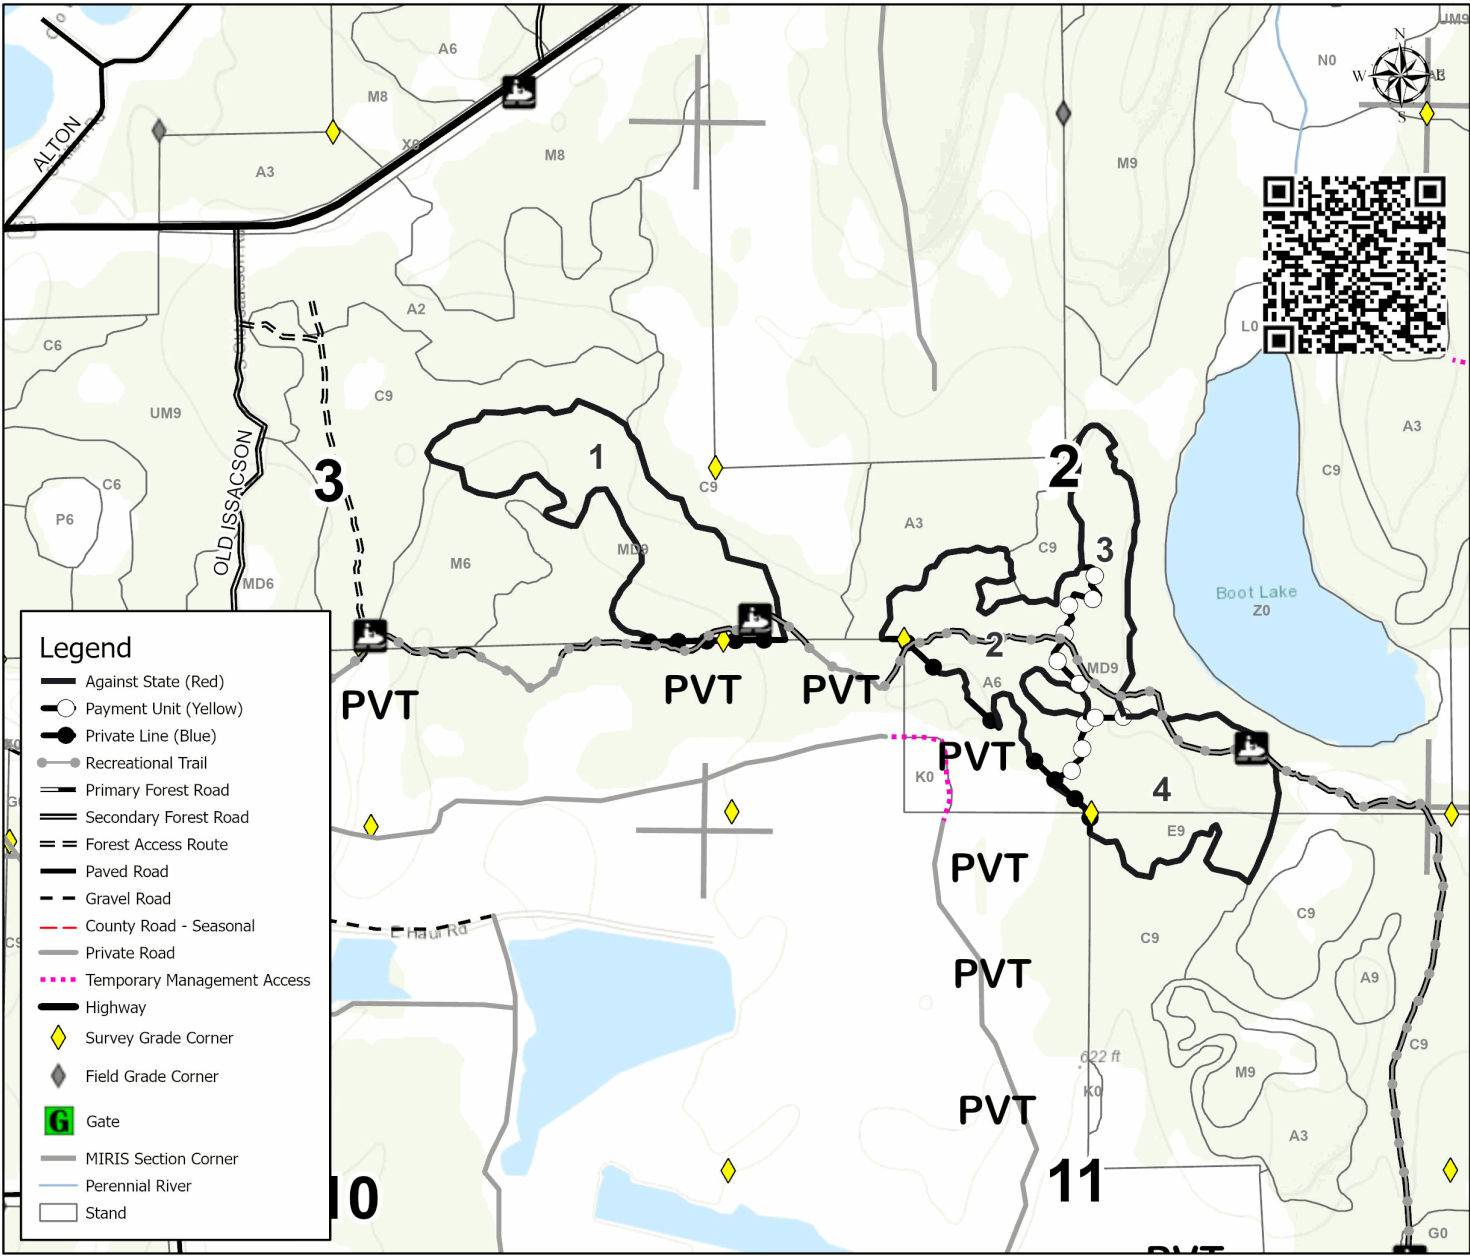 A6
UM9
N
N0
W
E
S
M8
X0
M8
ALTON
A3
M9
A2
L0
C6
C9
UM9
A3
1
2
C9
C6
3
C9
P6
A3
OLD ISSACSON
C9
3
MD9
M6
MD6
Boot Lake
Z0
2
MD9
A6
PVT
PVT
PVT
PVT
K0
4
E9
PVT
C9
E Haul Rd
C9
PVT
A9
C9
622 ft
M9
K0
PVT
A3
11
10
G0
PVT
Legend
Against State (Red)
Payment Unit (Yellow)
Private Line (Blue)
Recreational Trail
Primary Forest Road
Secondary Forest Road
Forest Access Route
Paved Road
Gravel Road
County Road - Seasonal
Private Road
Temporary Management Access
Highway
Survey Grade Corner
Field Grade Corner
G
Gate
MIRIS Section Corner
Perennial River
Stand